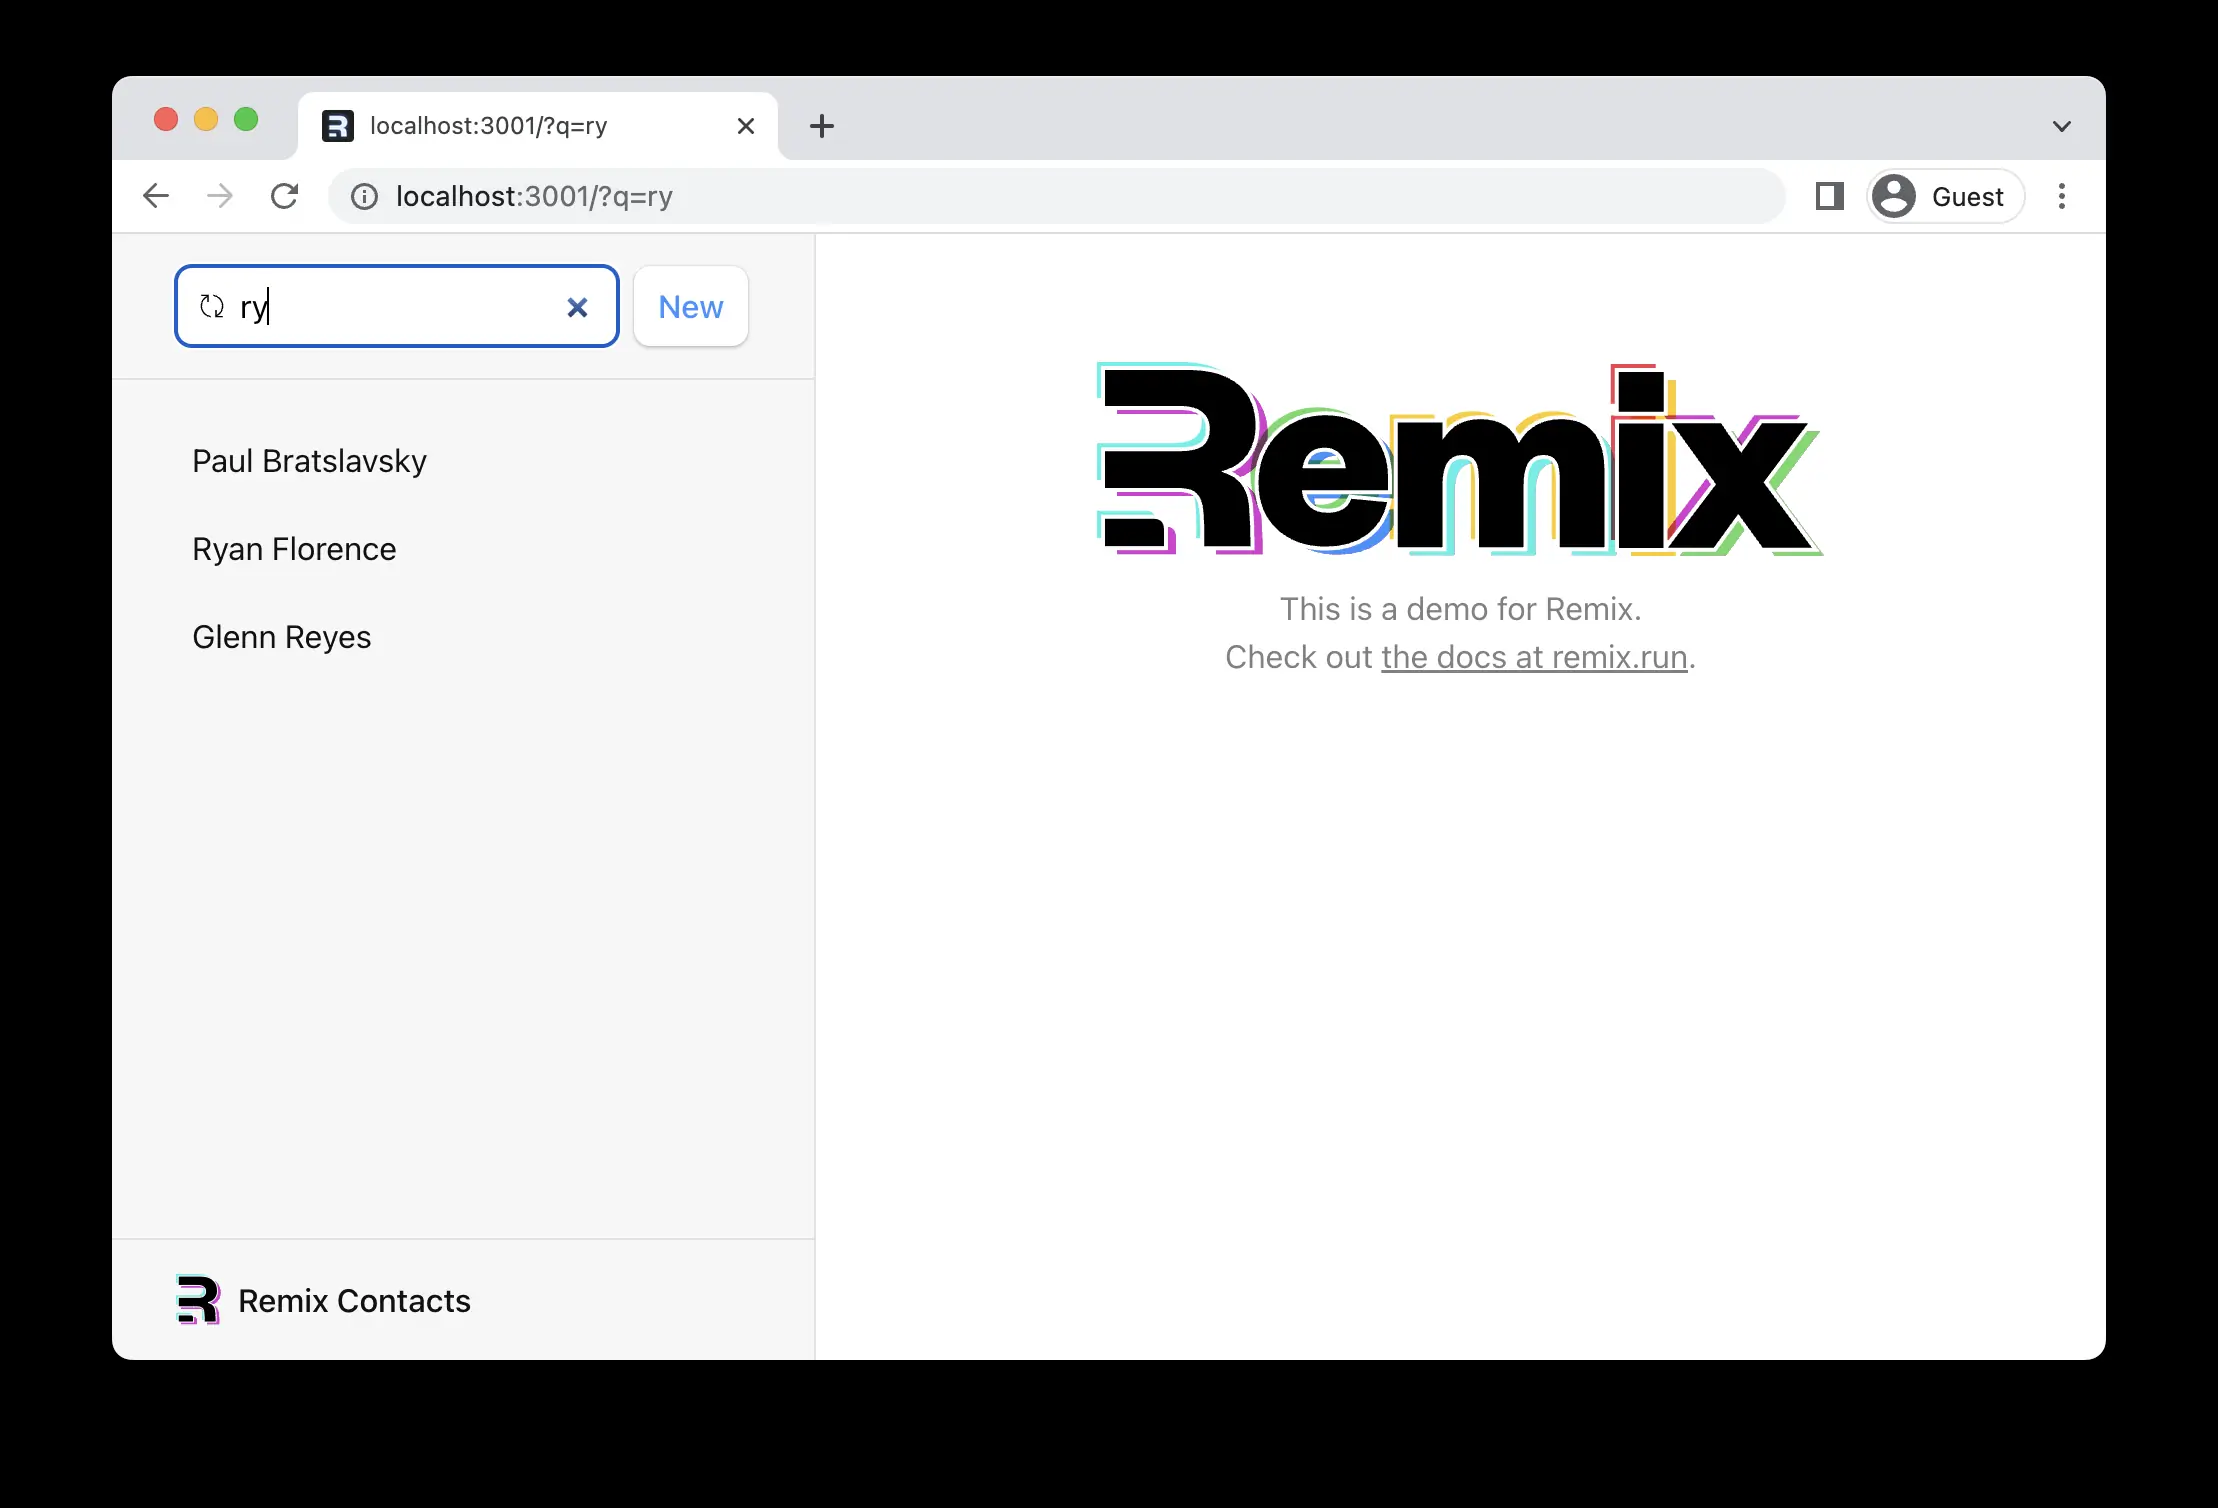 localhost:3001/?q=ry
localhost:3001/?q=ry
Guest
ry
New
Paul Bratslavsky
Ryan Florence
Glenn Reyes
Remix Contacts
Remix
This is a demo for Remix.
Check out the docs at remix.run.